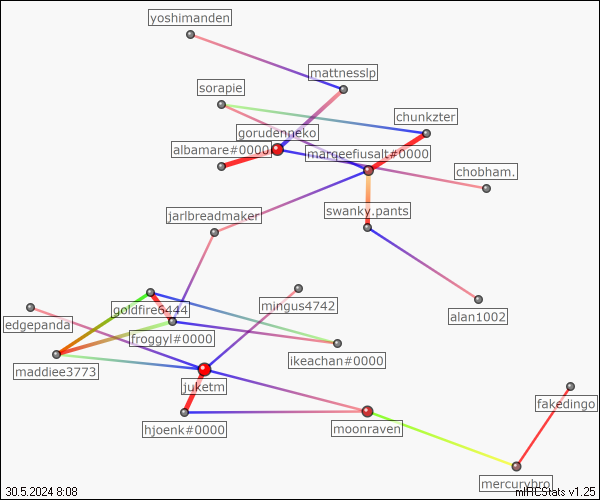 yoshimanden
mattnesslp
sorapie
chunkzter
gorudenneko
albamare#0000
margeefiusalt#0000
chobham.
swanky.pants
jarlbreadmaker
mingus4742
goldfire6444
alan1002
edgepanda
froggyl#0000
ikeachan#0000
maddiee3773
juketm
fakedingo
hjoenk#0000
moonraven
mercurybro
30.5.2024 8:08
mIRCStats v1.25